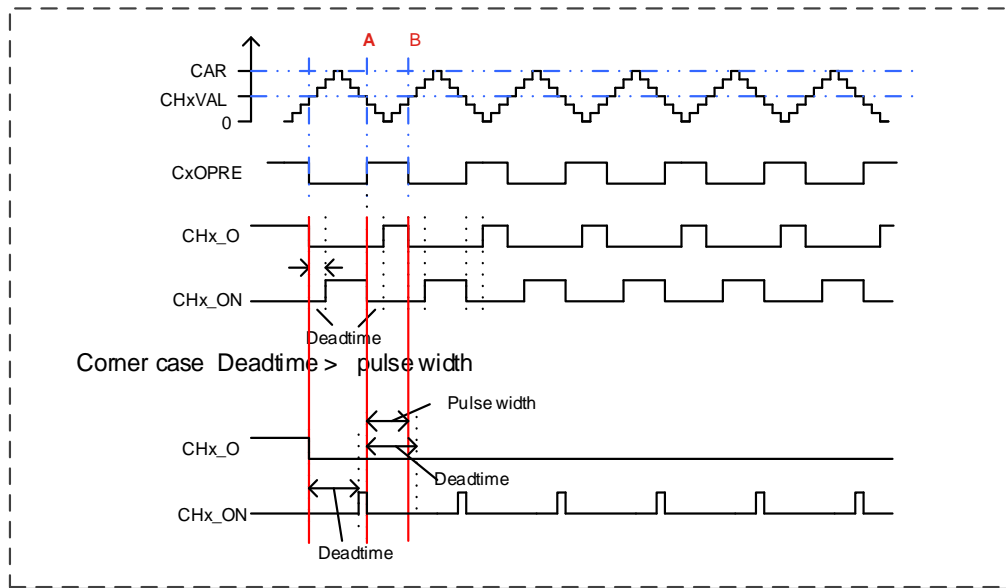 A B
CAR
CHxVAL
0
CxOPRE
CHx_O
CHx_ON
Deadtime
Corner case Deadtime > pulse width
Pulse width
CHx_O
Deadtime
CHx_ON
Deadtime